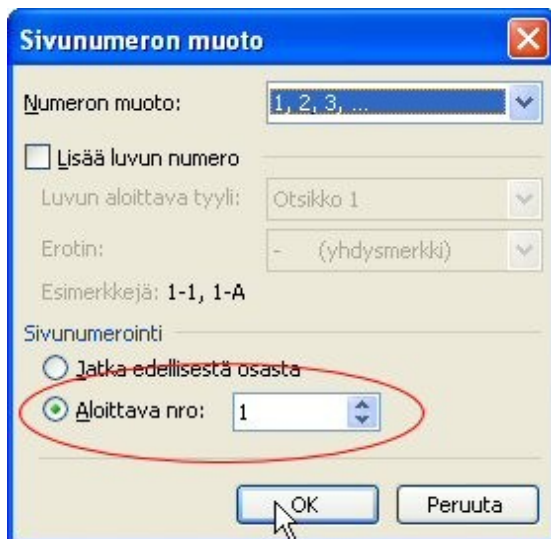 Sivunumeron muoto
Numeron muoto: 1, 2, 3, ...
Lisää luvun numero
Luvun aloittava tyyli: Otsikko 1
Erotin: - (yhdysmerkki)
Esimerkkejä: 1-1, 1-A
Sivunumerointi
Jatka edellisestä osasta
Aloittava nro: 1
OK Peruuta